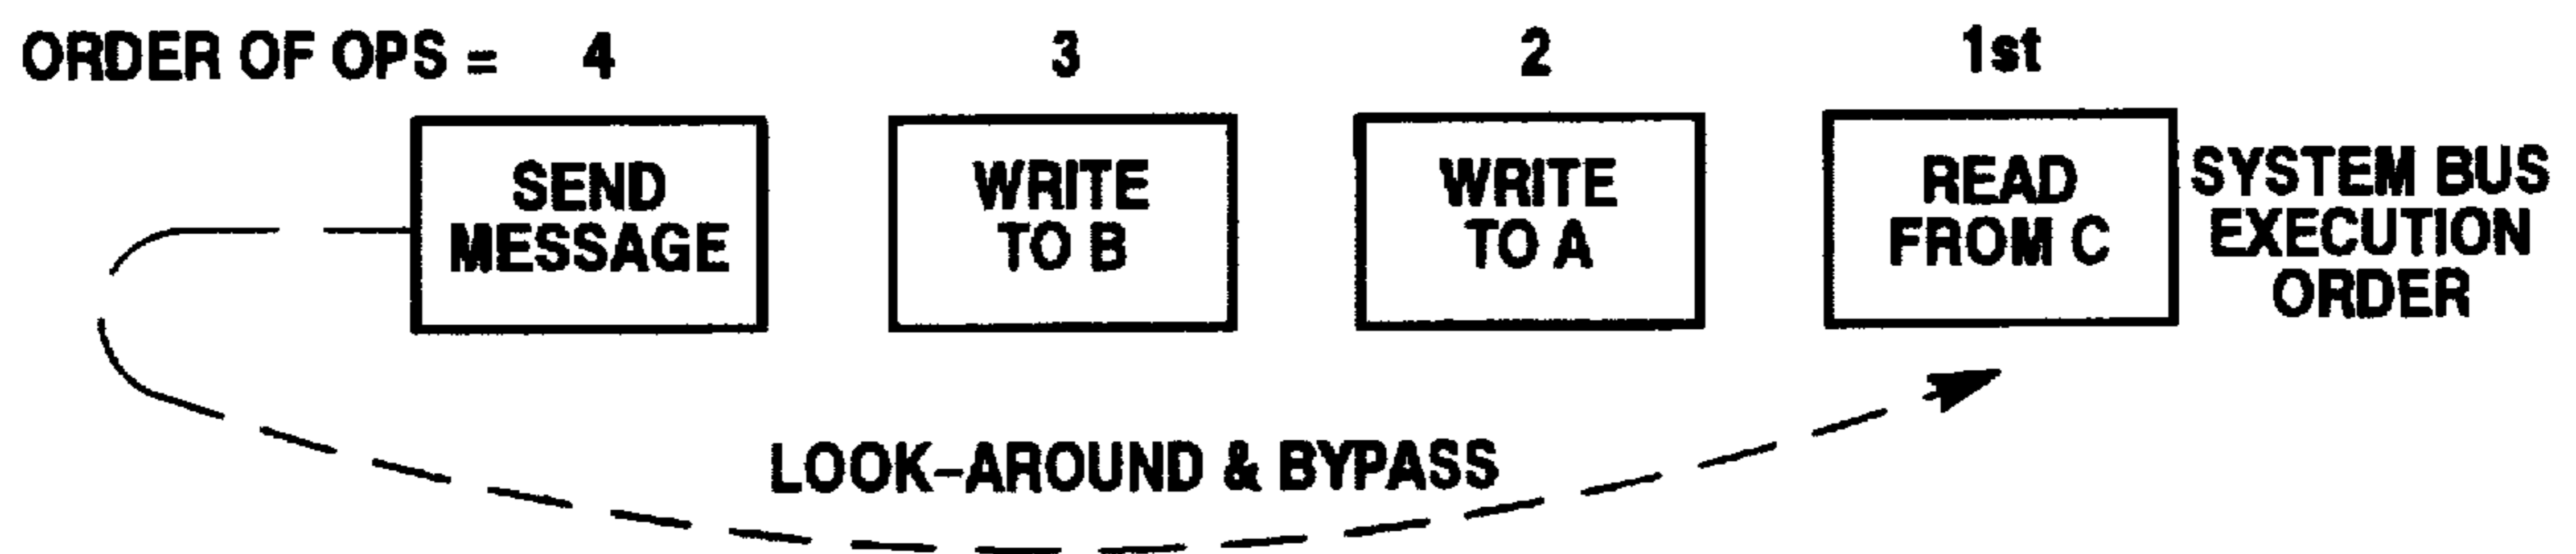 ORDER OF OPS = 4 3 2 1st
SEND
MESSAGE
WRITE
TO B
WRITE
TO A
READ
FROM C
SYSTEM BUS
EXECUTION
ORDER
LOOK-AROUND & BYPASS